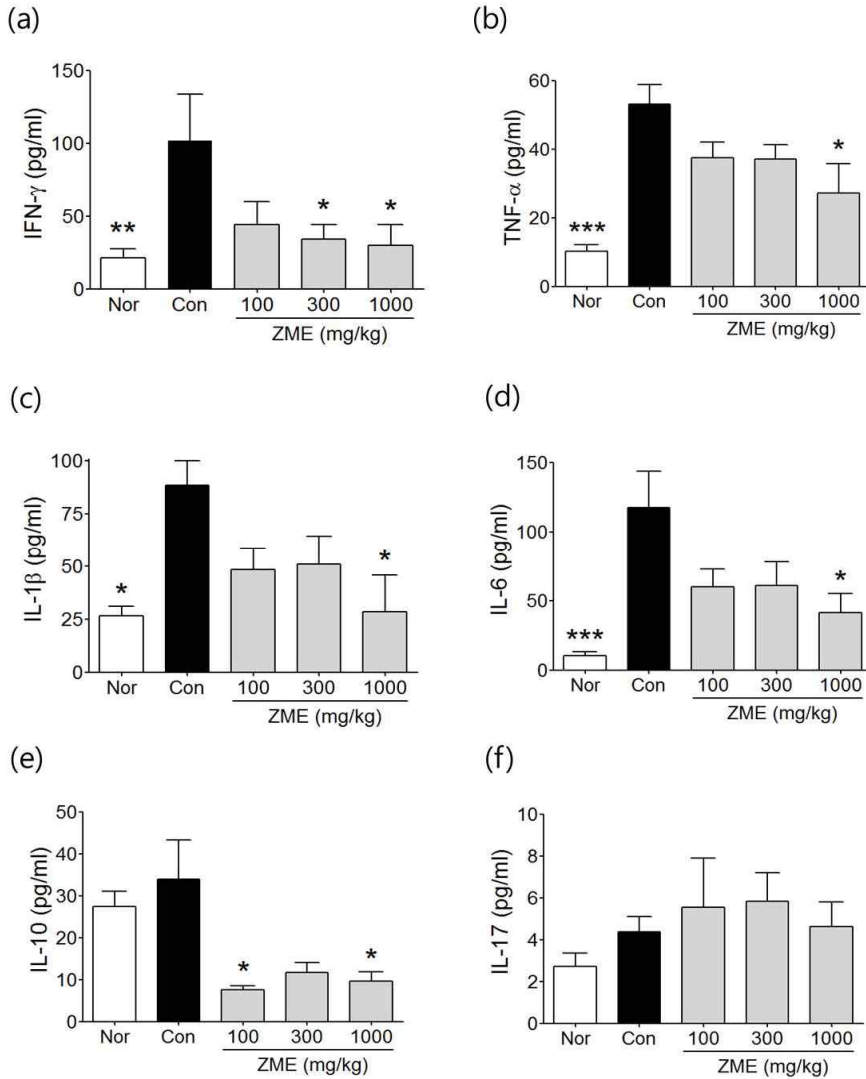 (a)
IFN-γ (pg/ml)
150
100
50
0
**
*
*
Nor Con 100 300 1000
ZME (mg/kg)
(b)
TNF-α (pg/ml)
60
40
20
0
***
*
Nor Con 100 300 1000
ZME (mg/kg)
(c)
IL-1β (pg/ml)
100
75
50
25
0
*
*
Nor Con 100 300 1000
ZME (mg/kg)
(d)
IL-6 (pg/ml)
150
100
50
0
***
*
Nor Con 100 300 1000
ZME (mg/kg)
(e)
IL-10 (pg/ml)
50
40
30
20
10
0
*
*
Nor Con 100 300 1000
ZME (mg/kg)
(f)
IL-17 (pg/ml)
10
8
6
4
2
0
Nor Con 100 300 1000
ZME (mg/kg)